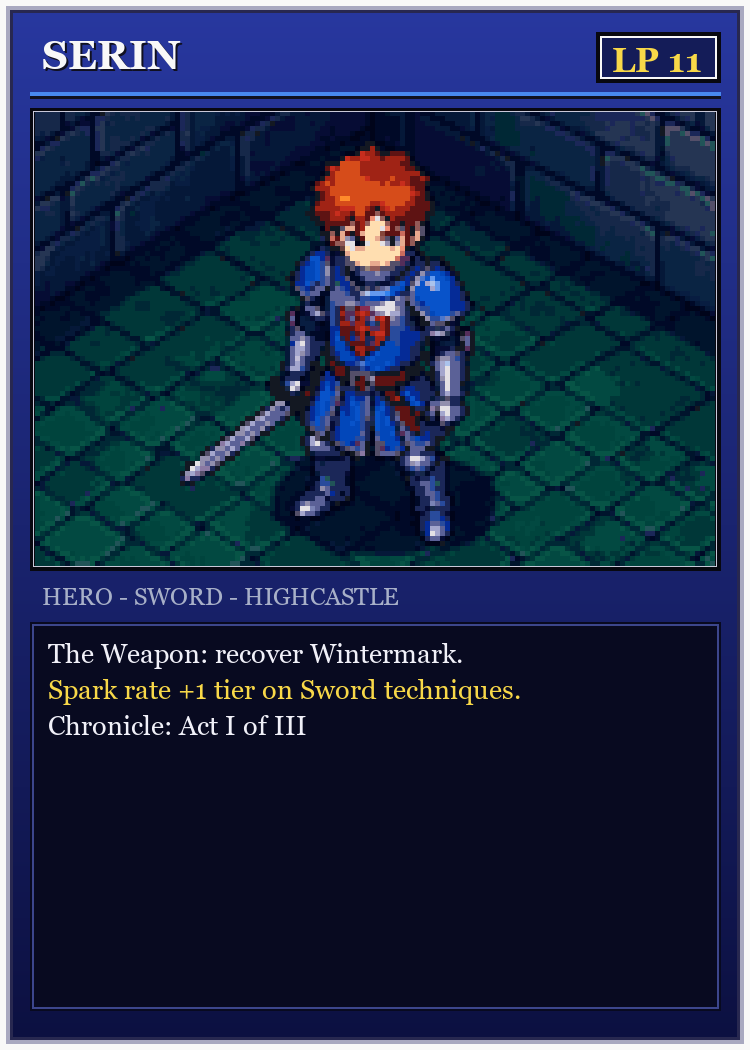 SERIN
LP 11
HERO - SWORD - HIGHCASTLE
The Weapon: recover Wintermark.
Spark rate +1 tier on Sword techniques.
Chronicle: Act I of III